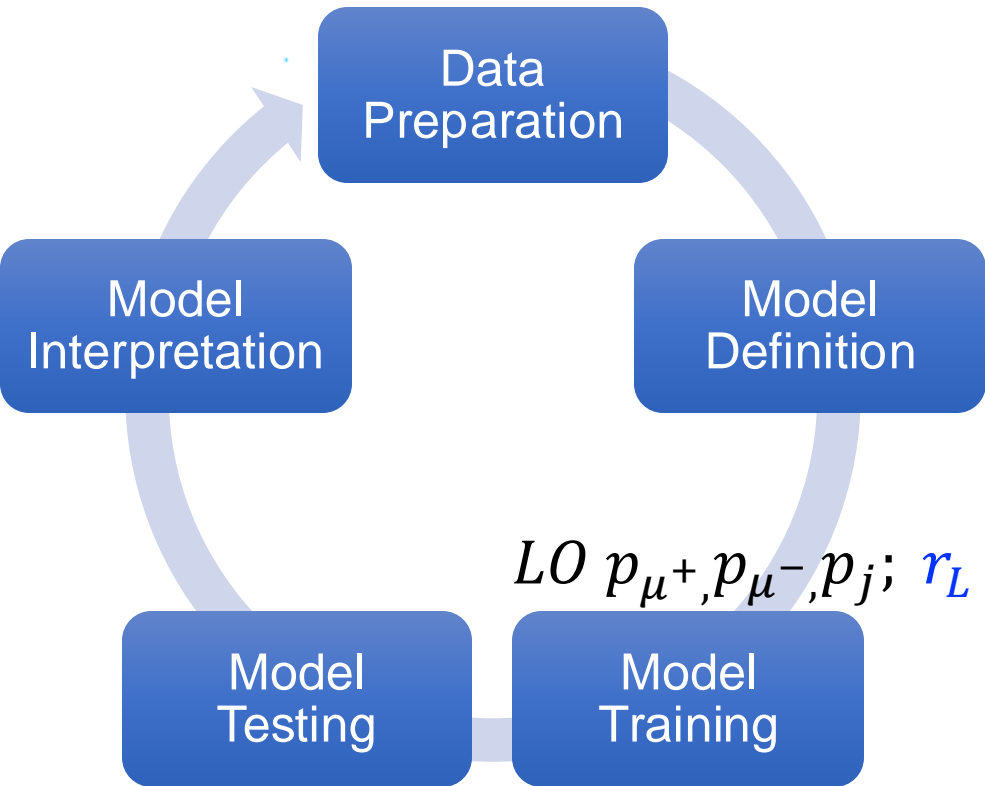 Data
Preparation
Model
Interpretation
Model
Definition
LO p_{μ^+}, p_{μ^-}, p_j; r_L
Model
Testing
Model
Training